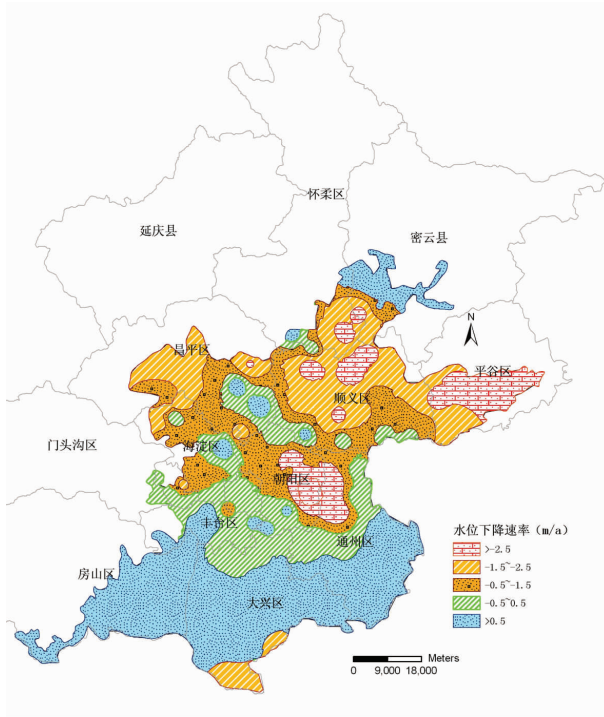 怀柔区
延庆县
密云县
N
昌平区
平谷区
顺义区
门头沟区
海淀区
朝阳区
丰台区
通州区
房山区
大兴区
水位下降速率（m/a）
>-2.5
-1.5~-2.5
-0.5~-1.5
-0.5~0.5
>0.5
Meters
0 9,000 18,000